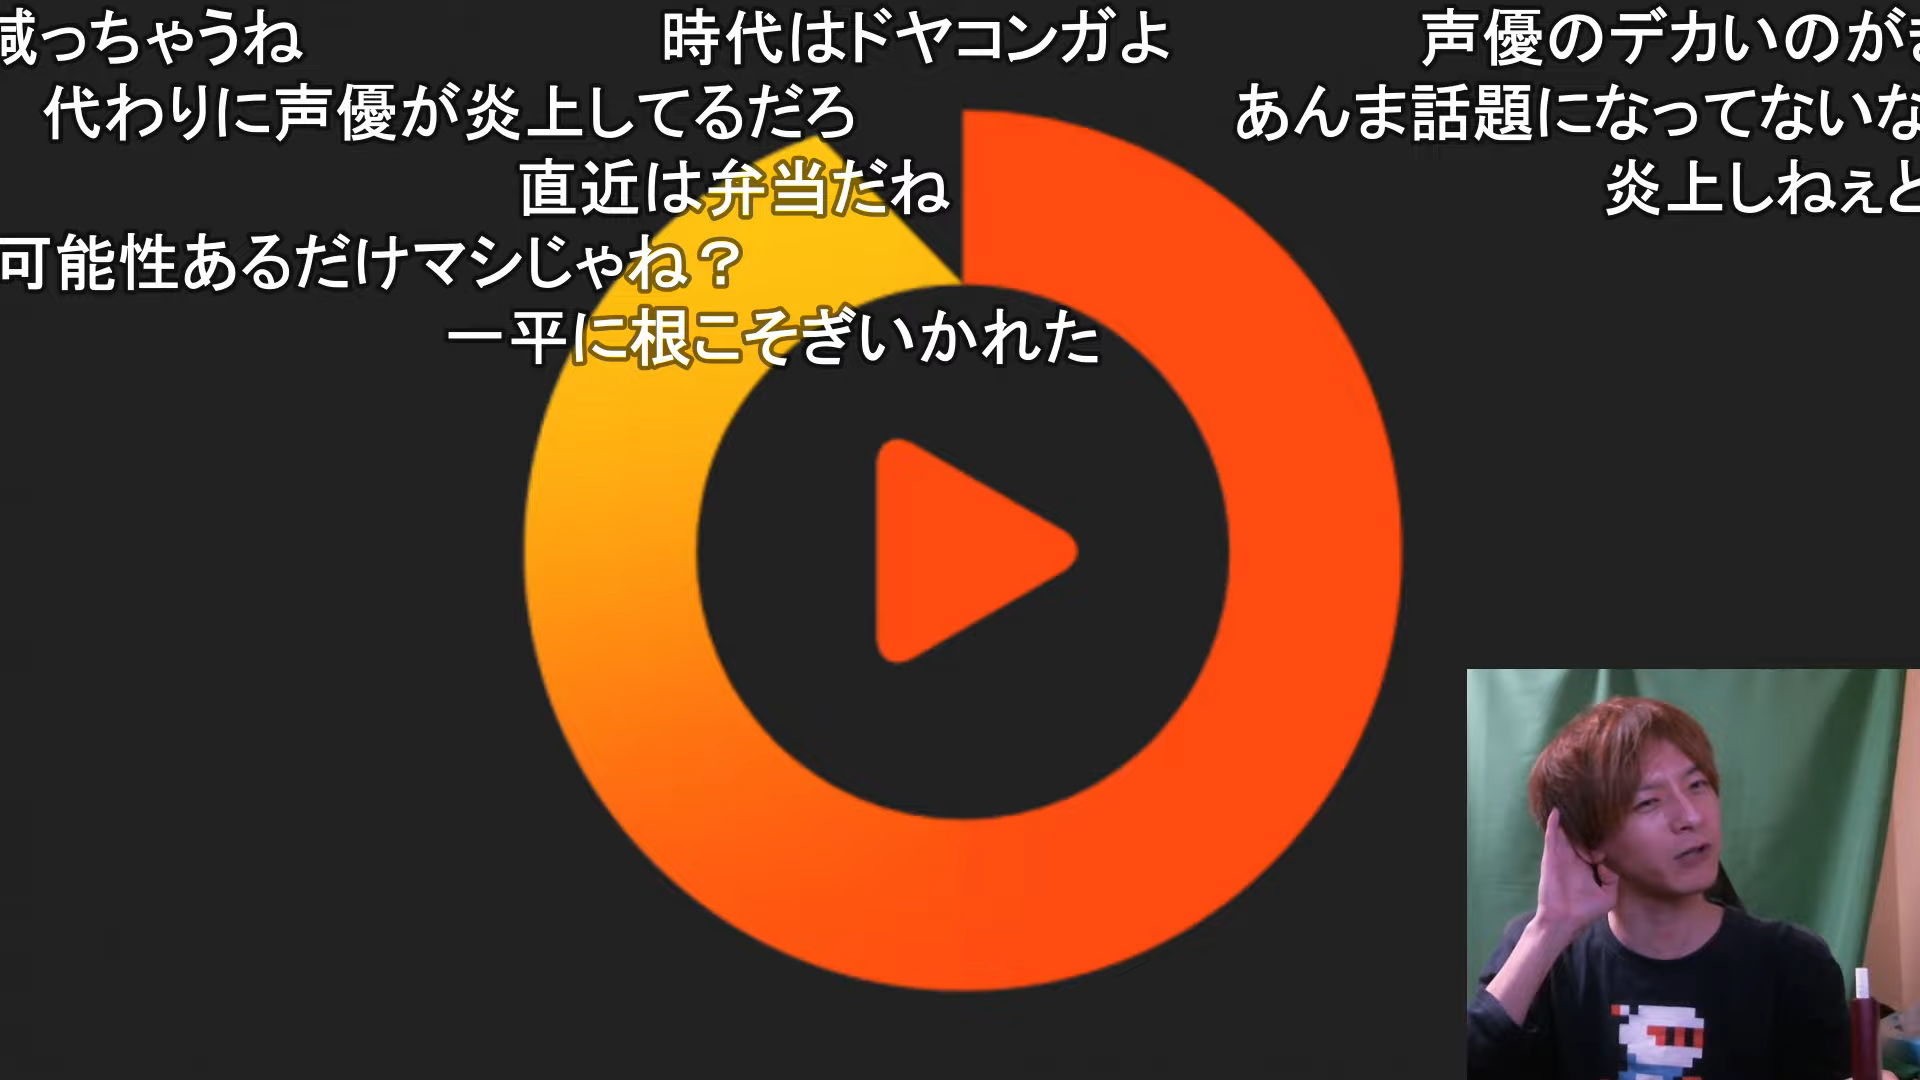 減っちゃうね
時代はドヤコンガよ
声優のデカいのがま
代わりに声優が炎上してるだろ
あんま話題になってないな
直近は弁当だね
炎上しねぇと
可能性あるだけマシじゃね？
一平に根こそぎいかれた